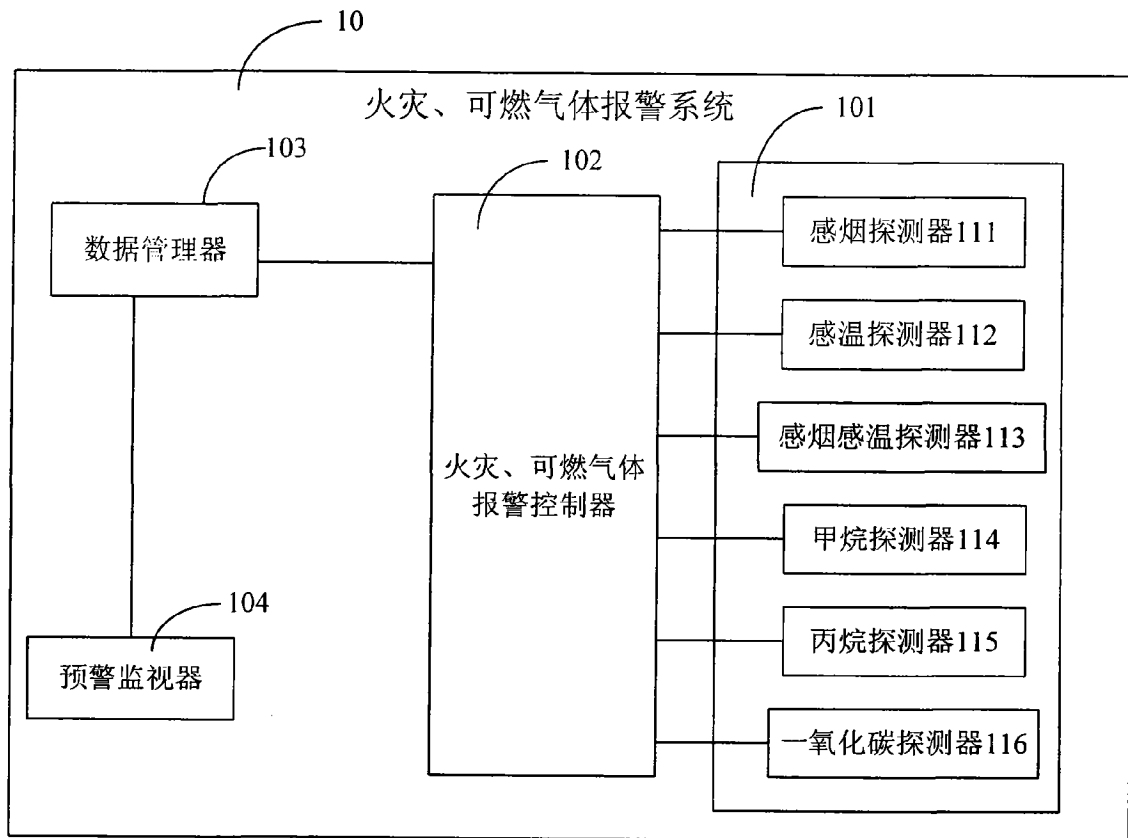 10
火灾、可燃气体报警系统
103
102
101
数据管理器
感烟探测器111
感温探测器112
感烟感温探测器113
火灾、可燃气体
报警控制器
甲烷探测器114
104
丙烷探测器115
预警监视器
一氧化碳探测器116